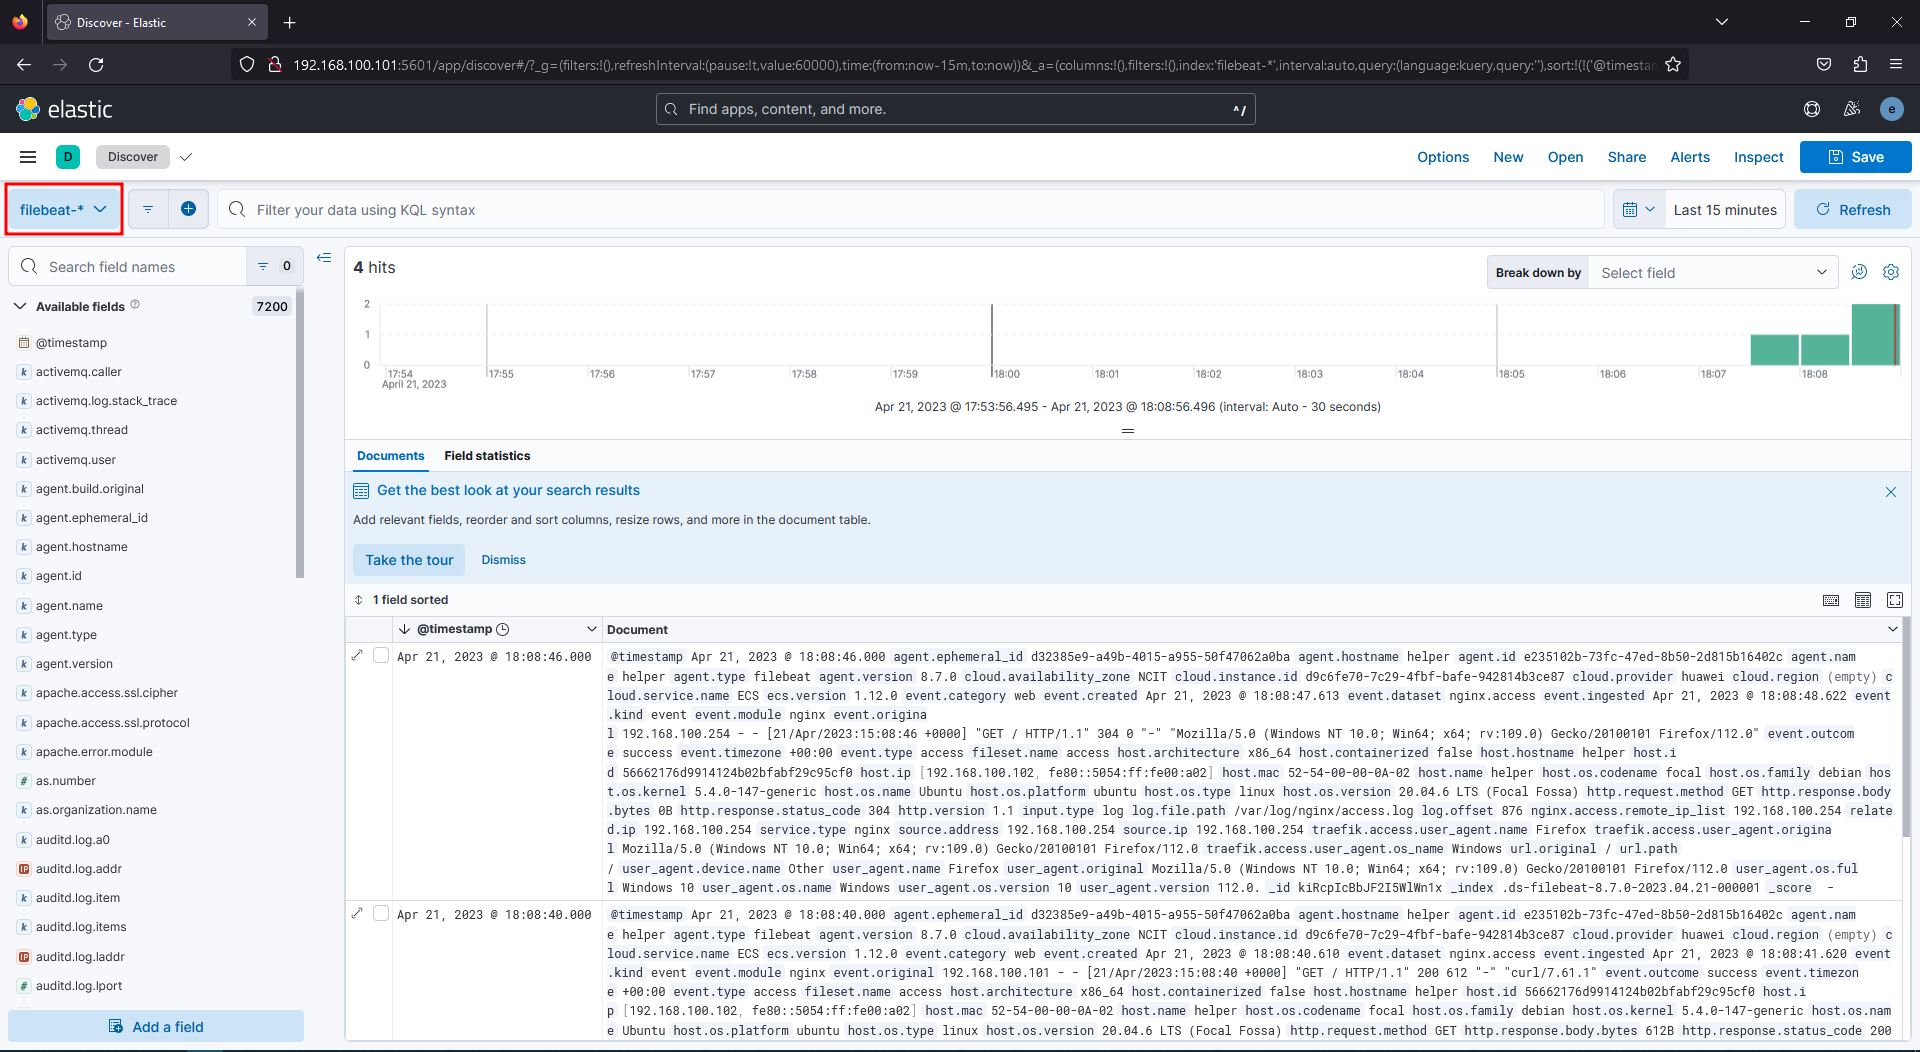 Discover - Elastic
192.168.100.101:5601/app/discover#/?_g=(filters:!(),refreshInterval:(pause:!t,value:60000),time:(from:now-15m,to:now))&_a=(columns:!(),filters:!(),index:'filebeat-*',interval:auto,query:(language:kuery,query:''),sort:!(!('@timestar
elastic
Find apps, content, and more.
^/
e
D
Discover
Options New Open Share Alerts Inspect Save
filebeat-*
Filter your data using KQL syntax
Last 15 minutes
Refresh
Search field names
0
Available fields
7200
@timestamp
k activemq.caller
k activemq.log.stack_trace
k activemq.thread
k activemq.user
k agent.build.original
k agent.ephemeral_id
k agent.hostname
k agent.id
k agent.name
k agent.type
k agent.version
k apache.access.ssl.cipher
k apache.access.ssl.protocol
k apache.error.module
# as.number
k as.organization.name
k auditd.log.a0
IP auditd.log.addr
k auditd.log.item
k auditd.log.items
IP auditd.log.laddr
# auditd.log.lport
Add a field
4 hits
Break down by Select field
2
1
0
17:54 17:55 17:56 17:57 17:58 17:59 18:00 18:01 18:02 18:03 18:04 18:05 18:06 18:07 18:08
April 21, 2023
Apr 21, 2023 @ 17:53:56.495 - Apr 21, 2023 @ 18:08:56.496 (interval: Auto - 30 seconds)
Documents Field statistics
Get the best look at your search results
Add relevant fields, reorder and sort columns, resize rows, and more in the document table.
Take the tour Dismiss
1 field sorted
@timestamp Document
Apr 21, 2023 @ 18:08:46.000 @timestamp Apr 21, 2023 @ 18:08:46.000 agent.ephemeral_id d32385e9-a49b-4015-a955-50f47062a0ba agent.hostname helper agent.id e235102b-73fc-47ed-8b50-2d815b16402c agent.nam
e helper agent.type filebeat agent.version 8.7.0 cloud.availability_zone NCIT cloud.instance.id d9c6fe70-7c29-4fbf-bafe-942814b3ce87 cloud.provider huawei cloud.region (empty) c
loud.service.name ECS ecs.version 1.12.0 event.category web event.created Apr 21, 2023 @ 18:08:47.613 event.dataset nginx.access event.ingested Apr 21, 2023 @ 18:08:48.622 event
.kind event event.module nginx event.origina
l 192.168.100.254 - - [21/Apr/2023:15:08:46 +0000] "GET / HTTP/1.1" 304 0 "-" "Mozilla/5.0 (Windows NT 10.0; Win64; x64; rv:109.0) Gecko/20100101 Firefox/112.0" event.outcom
e success event.timezone +00:00 event.type access fileset.name access host.architecture x86_64 host.containerized false host.hostname helper host.i
d 56662176d9914124b02bfabf29c95cf0 host.ip [192.168.100.102, fe80::5054:ff:fe00:a02] host.mac 52-54-00-00-0A-02 host.name helper host.os.codename focal host.os.family debian hos
t.os.kernel 5.4.0-147-generic host.os.name Ubuntu host.os.platform ubuntu host.os.type linux host.os.version 20.04.6 LTS (Focal Fossa) http.request.method GET http.response.body
.bytes 0B http.response.status_code 304 http.version 1.1 input.type log log.file.path /var/log/nginx/access.log log.offset 876 nginx.access.remote_ip_list 192.168.100.254 relate
d.ip 192.168.100.254 service.type nginx source.address 192.168.100.254 source.ip 192.168.100.254 traefik.access.user_agent.name Firefox traefik.access.user_agent.origina
l Mozilla/5.0 (Windows NT 10.0; Win64; x64; rv:109.0) Gecko/20100101 Firefox/112.0 traefik.access.user_agent.os_name Windows url.original / url.path
/ user_agent.device.name Other user_agent.name Firefox user_agent.original Mozilla/5.0 (Windows NT 10.0; Win64; x64; rv:109.0) Gecko/20100101 Firefox/112.0 user_agent.os.ful
l Windows 10 user_agent.os.name Windows user_agent.os.version 10 user_agent.version 112.0. _id kiRcpIcBbJF2I5WlWn1x _index .ds-filebeat-8.7.0-2023.04.21-000001 _score -
Apr 21, 2023 @ 18:08:40.000 @timestamp Apr 21, 2023 @ 18:08:40.000 agent.ephemeral_id d32385e9-a49b-4015-a955-50f47062a0ba agent.hostname helper agent.id e235102b-73fc-47ed-8b50-2d815b16402c agent.nam
e helper agent.type filebeat agent.version 8.7.0 cloud.availability_zone NCIT cloud.instance.id d9c6fe70-7c29-4fbf-bafe-942814b3ce87 cloud.provider huawei cloud.region (empty) c
loud.service.name ECS ecs.version 1.12.0 event.category web event.created Apr 21, 2023 @ 18:08:40.610 event.dataset nginx.access event.ingested Apr 21, 2023 @ 18:08:41.620 event
.kind event event.module nginx event.original 192.168.100.101 - - [21/Apr/2023:15:08:40 +0000] "GET / HTTP/1.1" 200 612 "-" "curl/7.61.1" event.outcome success event.timezon
e +00:00 event.type access fileset.name access host.architecture x86_64 host.containerized false host.hostname helper host.id 56662176d9914124b02bfabf29c95cf0 host.i
p [192.168.100.102, fe80::5054:ff:fe00:a02] host.mac 52-54-00-00-0A-02 host.name helper host.os.codename focal host.os.family debian host.os.kernel 5.4.0-147-generic host.os.nam
e Ubuntu host.os.platform ubuntu host.os.type linux host.os.version 20.04.6 LTS (Focal Fossa) http.request.method GET http.response.body.bytes 612B http.response.status_code 200